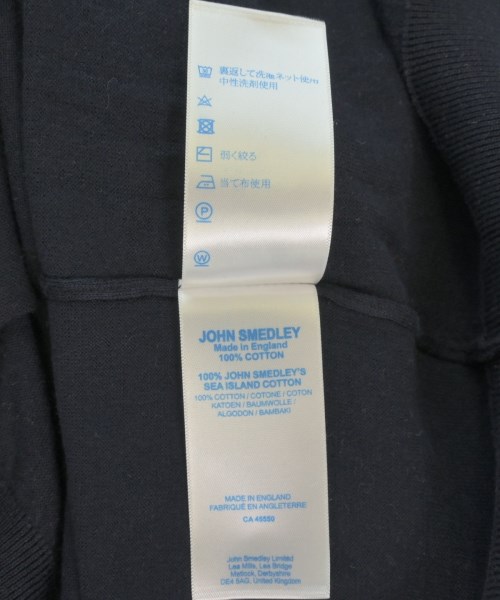 裏返して洗濯ネット使用
中性洗剤使用
弱く絞る
当て布使用
P
W
JOHN SMEDLEY
Made in England
100% COTTON
100% JOHN SMEDLEY'S
SEA ISLAND COTTON
100% COTTON / COTONE / COTON
KATOEN / BAUMWOLLE /
ALGODON / BAMBAKI
MADE IN ENGLAND
FABRIQUÉ EN ANGLETERRE
CA 46550
John Smedley Limited
Lea Mills, Lea Bridge
Matlock, Derbyshire
DE4 5AG, United Kingdom